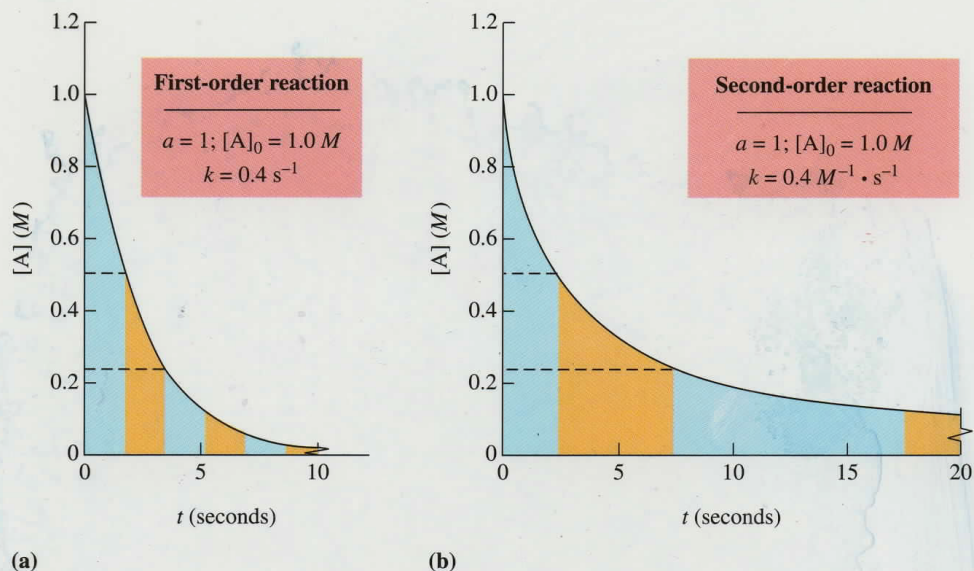 1.2
1.0
0.8
0.6
0.4
0.2
0
[A] (M)
First-order reaction
a = 1; [A]₀ = 1.0 M
k = 0.4 s⁻¹
0
5
10
t (seconds)
(a)
1.2
1.0
0.8
0.6
0.4
0.2
0
[A] (M)
Second-order reaction
a = 1; [A]₀ = 1.0 M
k = 0.4 M⁻¹ • s⁻¹
0
5
10
15
20
t (seconds)
(b)